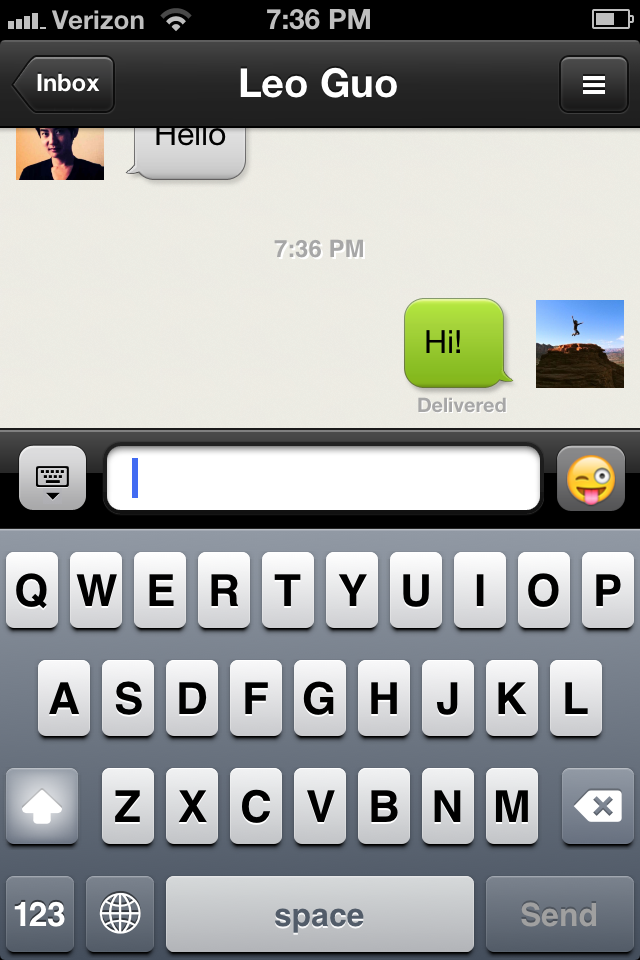 Verizon 7:36 PM
Inbox Leo Guo
Hello
7:36 PM
Hi!
Delivered
Q W E R T Y U I O P
A S D F G H J K L
Z X C V B N M
123 space Send